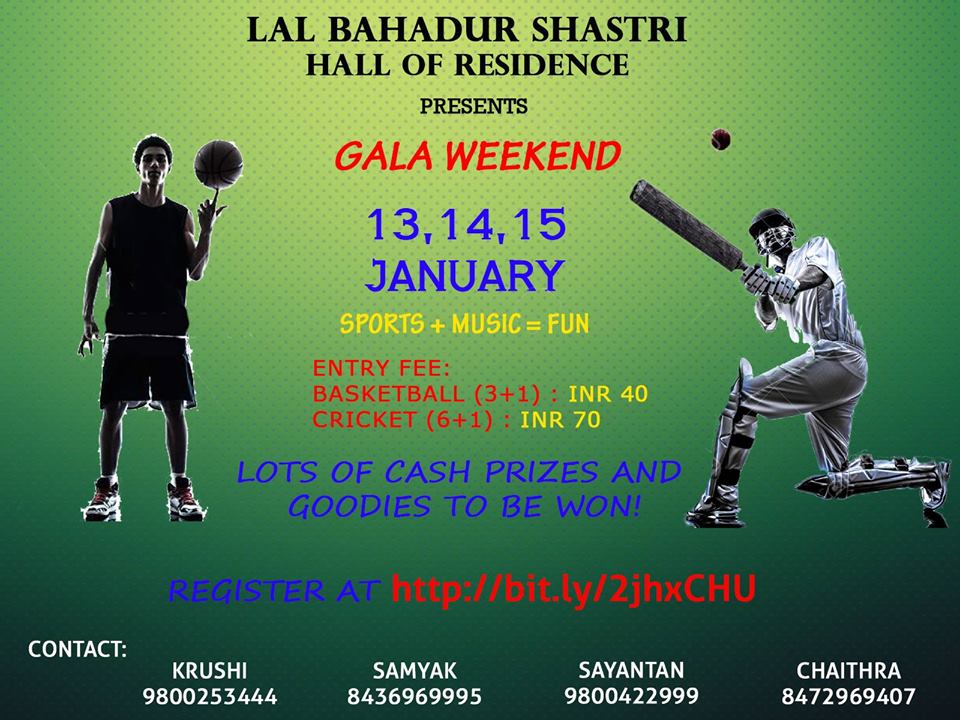 LAL BAHADUR SHASTRI
HALL OF RESIDENCE
PRESENTS
GALA WEEKEND
13,14,15
JANUARY
SPORTS + MUSIC = FUN
ENTRY FEE:
BASKETBALL (3+1) : INR 40
CRICKET (6+1) : INR 70
LOTS OF CASH PRIZES AND
GOODIES TO BE WON!
REGISTER AT http://bit.ly/2jhxCHU
CONTACT:
KRUSHI SAMYAK SAYANTAN CHAITHRA
9800253444 8436969995 9800422999 8472969407